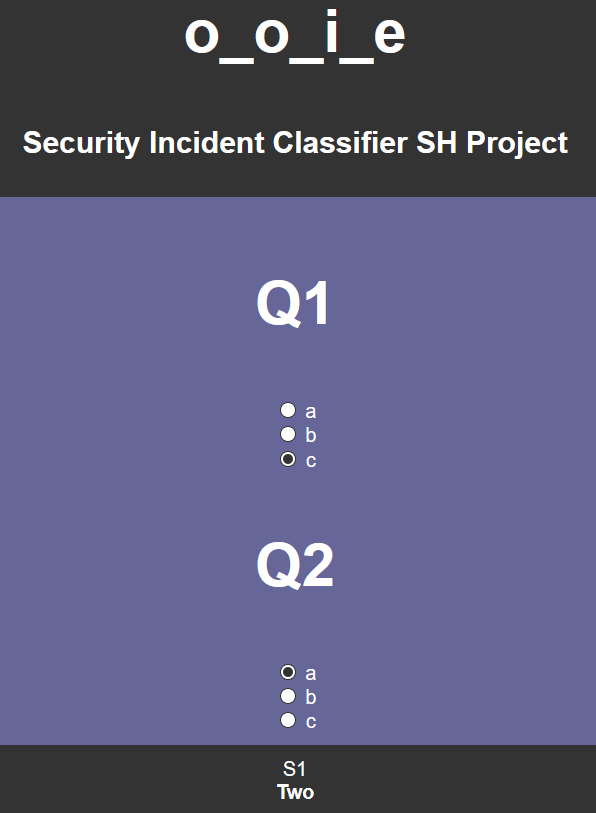 o_o_i_e
Security Incident Classifier SH Project
Q1
a
b
c
Q2
a
b
c
S1
Two